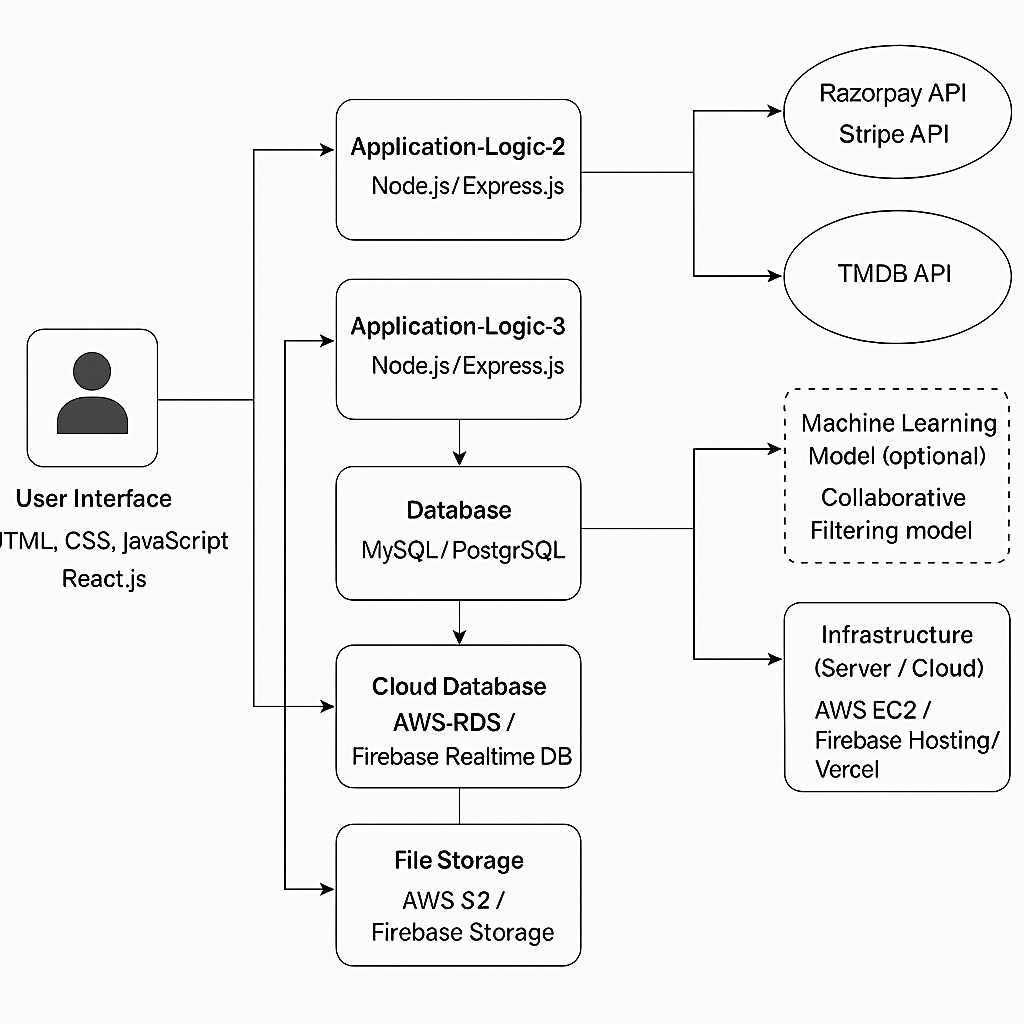 Application-Logic-2
Node.js/Express.js
Razorpay API
Stripe API
TMDB API
Application-Logic-3
Node.js/Express.js
User Interface
TML, CSS, JavaScript
React.js
Database
MySQL/PostgrSQL
Machine Learning
Model (optional)
Collaborative
Filtering model
Cloud Database
AWS-RDS /
Firebase Realtime DB
Infrastructure
(Server / Cloud)
AWS EC2 /
Firebase Hosting/
Vercel
File Storage
AWS S2 /
Firebase Storage